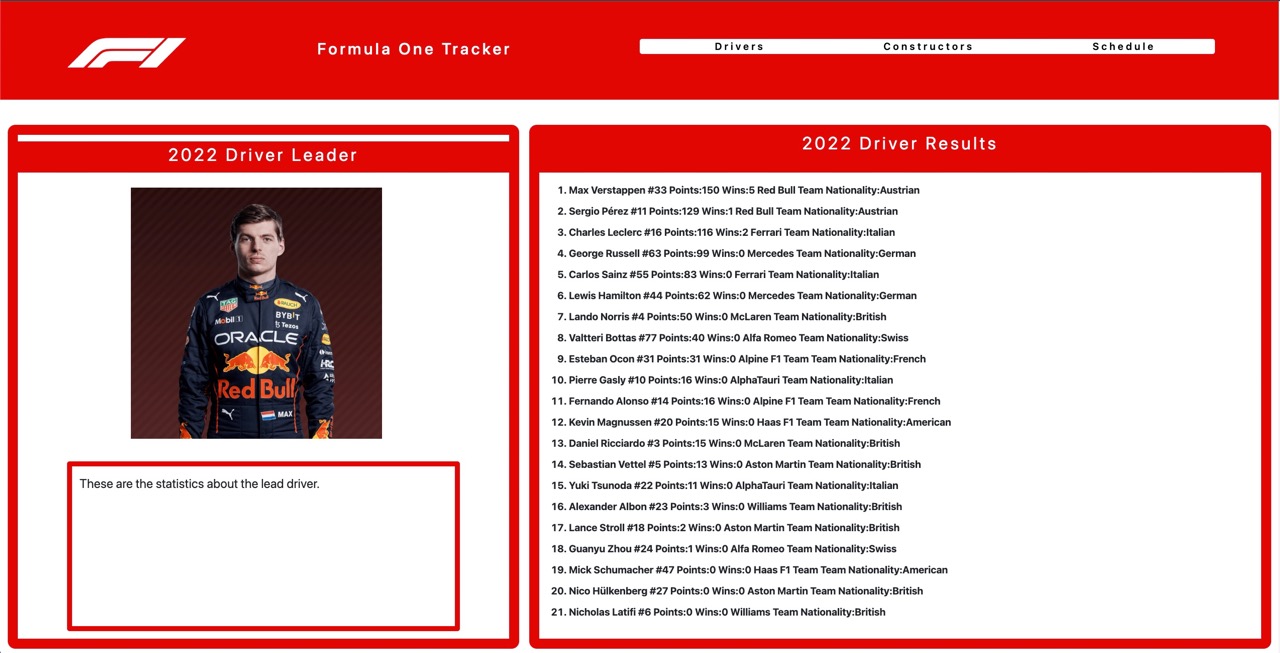 F1
Formula One Tracker
Drivers
Constructors
Schedule
2022 Driver Leader
TAG
RAUCH
Mobil 1
BYBIT
Tezos
ORACLE
Red Bull
MAX
These are the statistics about the lead driver.
2022 Driver Results
1. Max Verstappen #33 Points:150 Wins:5 Red Bull Team Nationality:Austrian
2. Sergio Pérez #11 Points:129 Wins:1 Red Bull Team Nationality:Austrian
3. Charles Leclerc #16 Points:116 Wins:2 Ferrari Team Nationality:Italian
4. George Russell #63 Points:99 Wins:0 Mercedes Team Nationality:German
5. Carlos Sainz #55 Points:83 Wins:0 Ferrari Team Nationality:Italian
6. Lewis Hamilton #44 Points:62 Wins:0 Mercedes Team Nationality:German
7. Lando Norris #4 Points:50 Wins:0 McLaren Team Nationality:British
8. Valtteri Bottas #77 Points:40 Wins:0 Alfa Romeo Team Nationality:Swiss
9. Esteban Ocon #31 Points:31 Wins:0 Alpine F1 Team Team Nationality:French
10. Pierre Gasly #10 Points:16 Wins:0 AlphaTauri Team Nationality:Italian
11. Fernando Alonso #14 Points:16 Wins:0 Alpine F1 Team Team Nationality:French
12. Kevin Magnussen #20 Points:15 Wins:0 Haas F1 Team Team Nationality:American
13. Daniel Ricciardo #3 Points:15 Wins:0 McLaren Team Nationality:British
14. Sebastian Vettel #5 Points:13 Wins:0 Aston Martin Team Nationality:British
15. Yuki Tsunoda #22 Points:11 Wins:0 AlphaTauri Team Nationality:Italian
16. Alexander Albon #23 Points:3 Wins:0 Williams Team Nationality:British
17. Lance Stroll #18 Points:2 Wins:0 Aston Martin Team Nationality:British
18. Guanyu Zhou #24 Points:1 Wins:0 Alfa Romeo Team Nationality:Swiss
19. Mick Schumacher #47 Points:0 Wins:0 Haas F1 Team Team Nationality:American
20. Nico Hülkenberg #27 Points:0 Wins:0 Aston Martin Team Nationality:British
21. Nicholas Latifi #6 Points:0 Wins:0 Williams Team Nationality:British